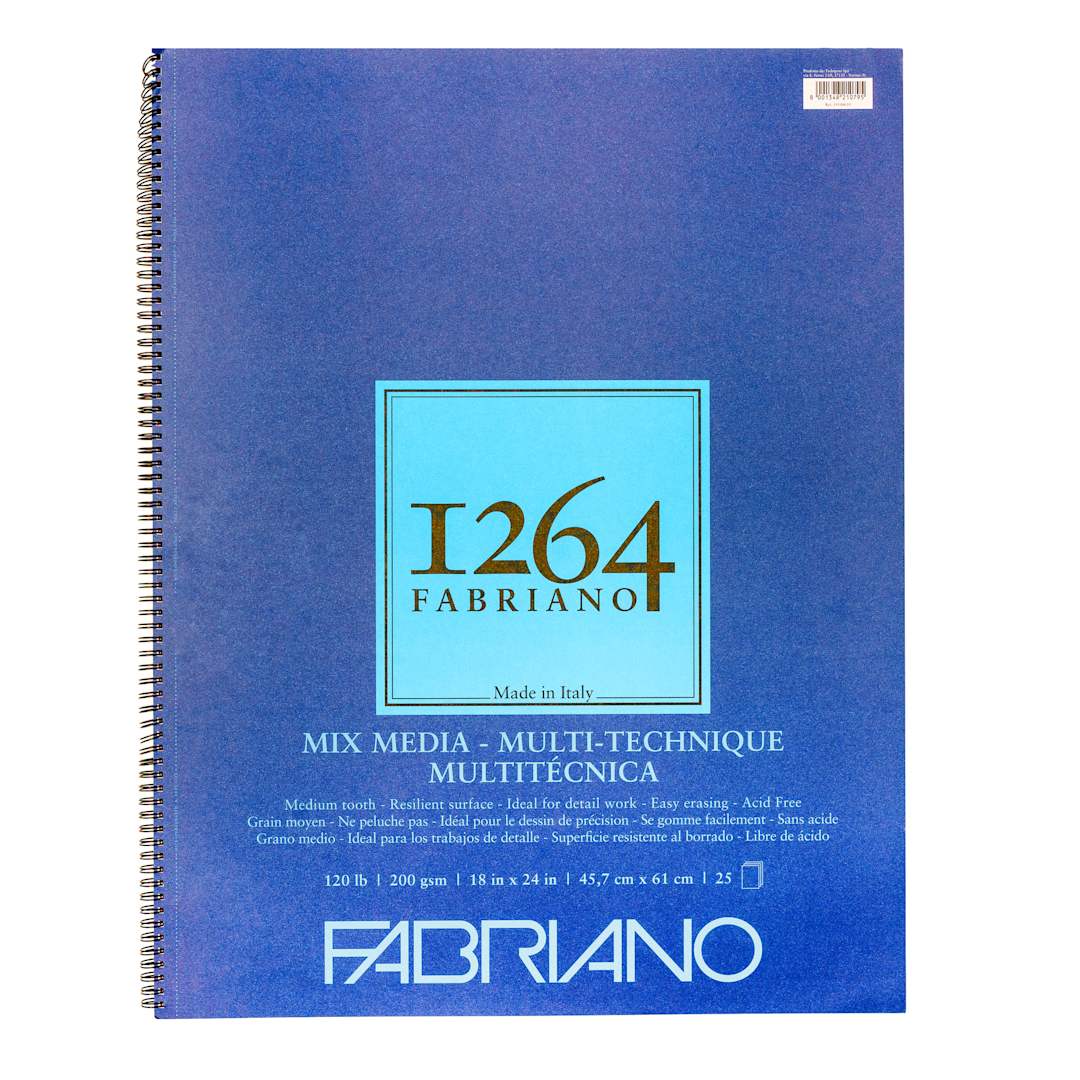 8 001348 210795
1264
FABRIANO
Made in Italy
MIX MEDIA - MULTI-TECHNIQUE
MULTITÉCNICA
Medium tooth - Resilient surface - Ideal for detail work - Easy erasing - Acid Free
Grain moyen - Ne peluche pas - Idéal pour le dessin de précision - Se gomme facilement - Sans acide
Grano medio - Ideal para los trabajos de detalle - Superficie resistente al borrado - Libre de ácido
120 lb | 200 gsm | 18 in x 24 in | 45,7 cm x 61 cm | 25
FABRIANO